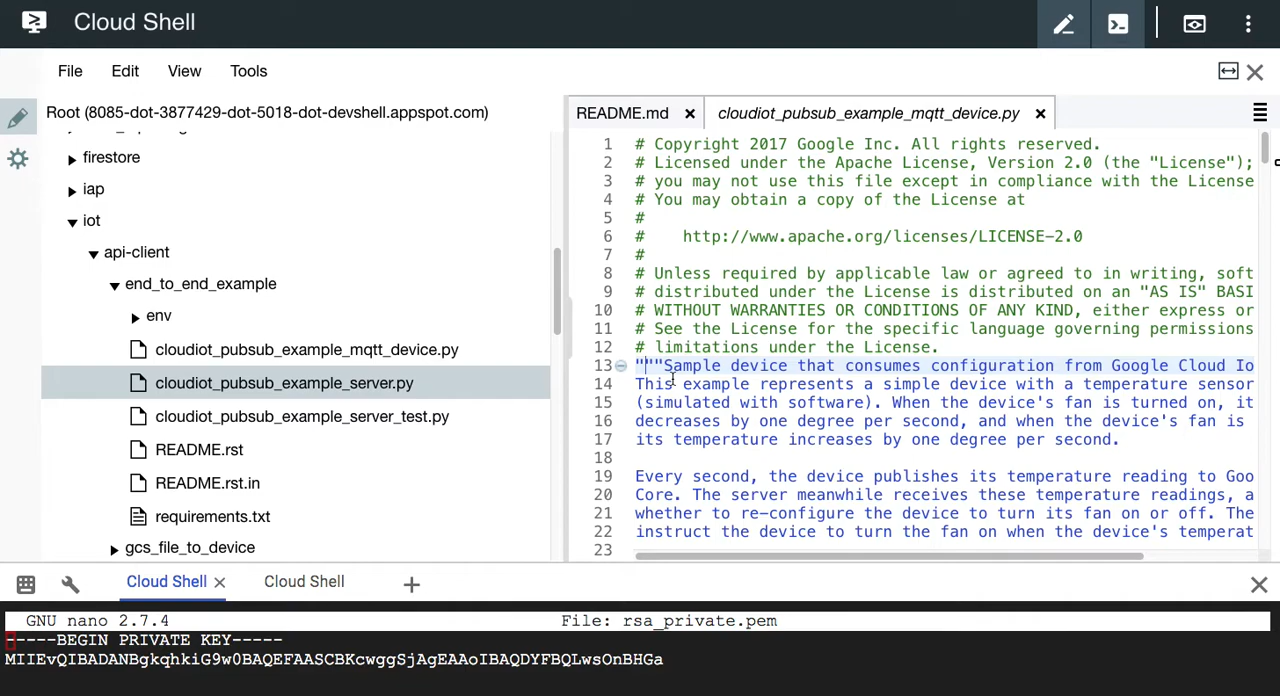 Cloud Shell
File Edit View Tools
Root (8085-dot-3877429-dot-5018-dot-devshell.appspot.com)
firestore
iap
iot
api-client
end_to_end_example
env
cloudiot_pubsub_example_mqtt_device.py
cloudiot_pubsub_example_server.py
cloudiot_pubsub_example_server_test.py
README.rst
README.rst.in
requirements.txt
gcs_file_to_device
README.md cloudiot_pubsub_example_mqtt_device.py
1 # Copyright 2017 Google Inc. All rights reserved.
2 # Licensed under the Apache License, Version 2.0 (the "License");
3 # you may not use this file except in compliance with the License
4 # You may obtain a copy of the License at
5 #
6 # http://www.apache.org/licenses/LICENSE-2.0
7 #
8 # Unless required by applicable law or agreed to in writing, soft
9 # distributed under the License is distributed on an "AS IS" BASI
10 # WITHOUT WARRANTIES OR CONDITIONS OF ANY KIND, either express or
11 # See the License for the specific language governing permissions
12 # limitations under the License.
13 """Sample device that consumes configuration from Google Cloud Io
14 This example represents a simple device with a temperature sensor
15 (simulated with software). When the device's fan is turned on, it
16 decreases by one degree per second, and when the device's fan is
17 its temperature increases by one degree per second.
18
19 Every second, the device publishes its temperature reading to Goo
20 Core. The server meanwhile receives these temperature readings, a
21 whether to re-configure the device to turn its fan on or off. The
22 instruct the device to turn the fan on when the device's temperat
23
Cloud Shell Cloud Shell
GNU nano 2.7.4 File: rsa_private.pem
-----BEGIN PRIVATE KEY-----
MIIEvQIBADANBgkqhkiG9w0BAQEFAASCBKcwggSjAgEAAoIBAQDYFBQLwsOnBHGa